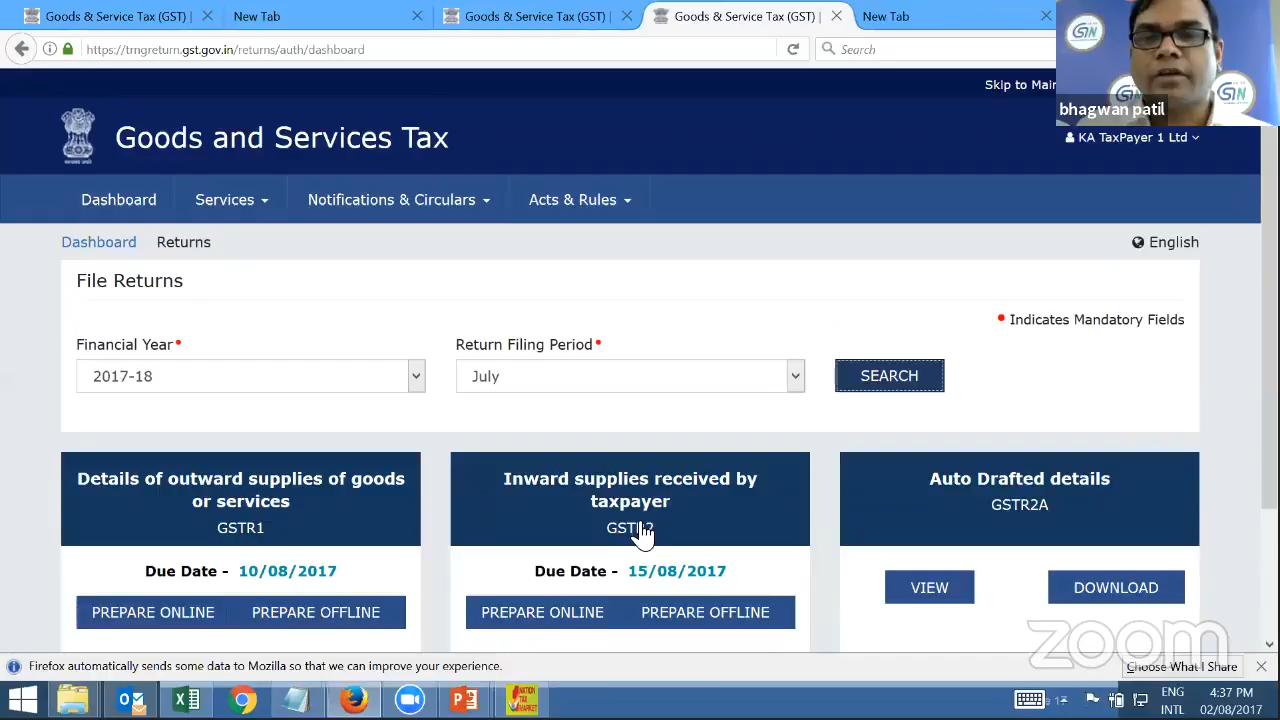 Goods & Service Tax (GST) |
New Tab
Goods & Service Tax (GST) |
Goods & Service Tax (GST) |
New Tab
https://trngreturn.gst.gov.in/returns/auth/dashboard
Search
Skip to Mai
bhagwan patil
Goods and Services Tax
KA TaxPayer 1 Ltd
Dashboard
Services
Notifications & Circulars
Acts & Rules
Dashboard
Returns
English
File Returns
Indicates Mandatory Fields
Financial Year
Return Filing Period
2017-18
July
SEARCH
Details of outward supplies of goods
or services
GSTR1
Due Date - 10/08/2017
PREPARE ONLINE
PREPARE OFFLINE
Inward supplies received by
taxpayer
GSTR2
Due Date - 15/08/2017
PREPARE ONLINE
PREPARE OFFLINE
Auto Drafted details
GSTR2A
VIEW
DOWNLOAD
zoom
Firefox automatically sends some data to Mozilla so that we can improve your experience.
Choose What I Share
ENG
INTL
4:37 PM
02/08/2017